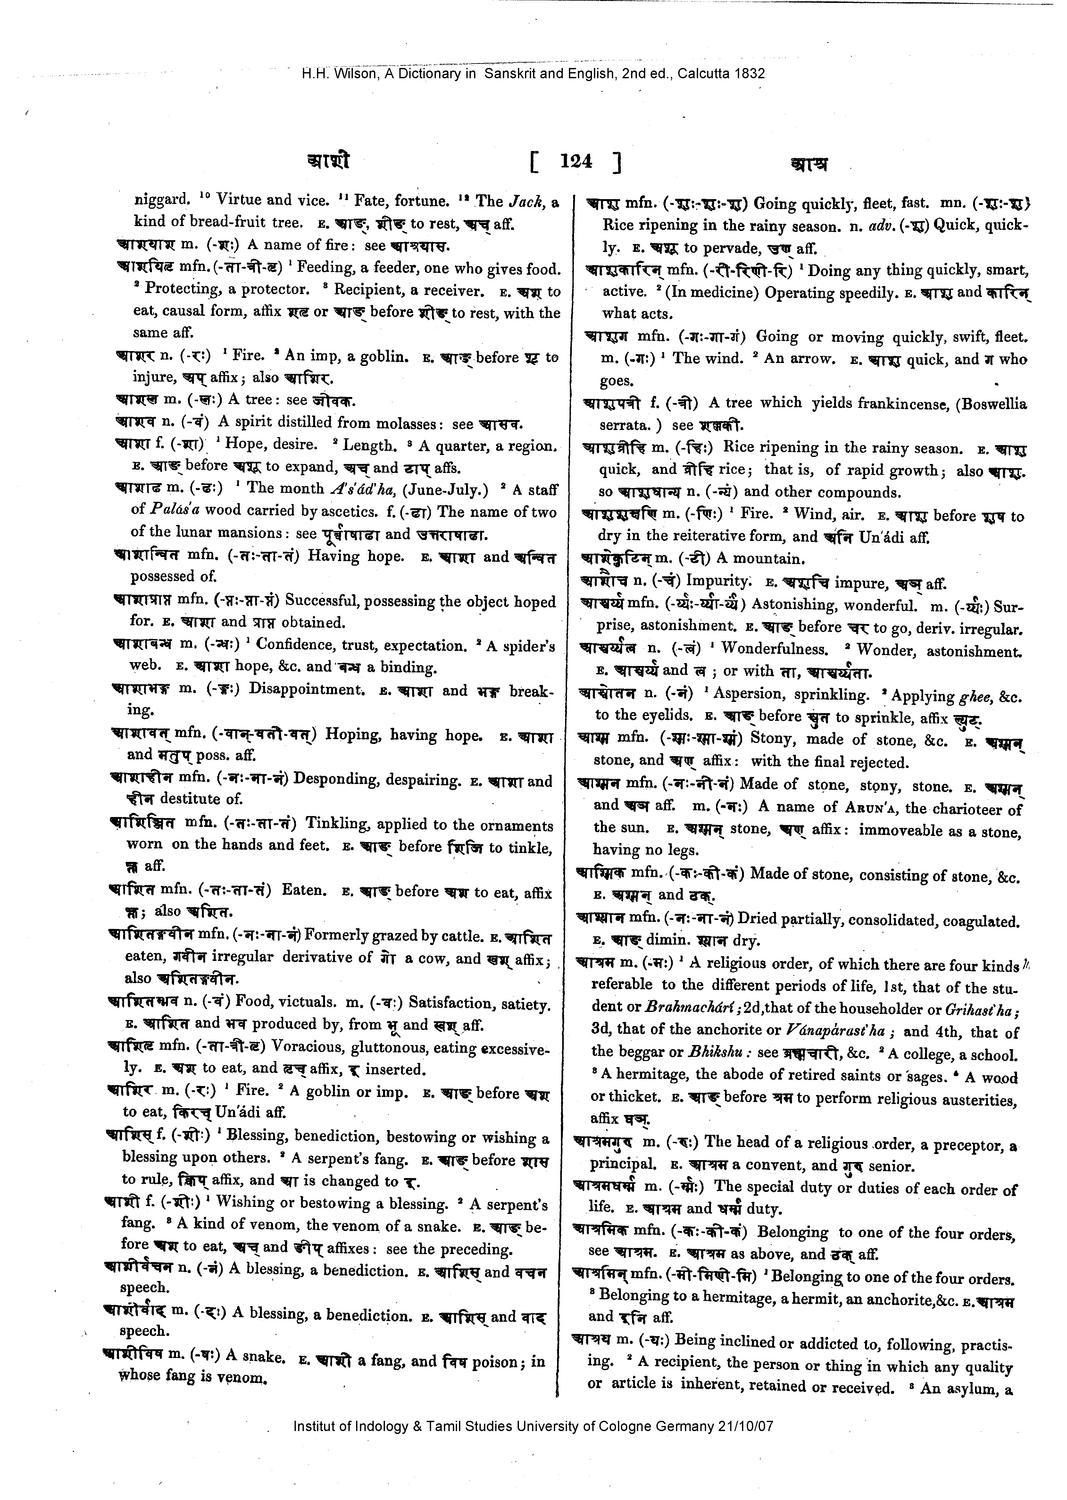 H.H. Wilson, A Dictionary in Sanskrit and English, 2nd ed., Calcutta 1832
आशी [ 124 ] आश्र
niggard. ¹⁰ Virtue and vice. ¹¹ Fate, fortune. ¹² The Jack, a
kind of bread-fruit tree. E. आङ्, शीङ् to rest, अच् aff.
आशयाश m. (-शः) A name of fire: see आश्रयास.
आशयितृ mfn. (-ता-त्री-तृ) ¹ Feeding, a feeder, one who gives food.
² Protecting, a protector. ³ Recipient, a receiver. E. अश् to
eat, causal form, affix तृच् or आङ् before शीङ् to rest, with the
same aff.
आशर n. (-रः) ¹ Fire. ² An imp, a goblin. E. आङ् before शॄ to
injure, अप् affix; also आशिर.
आशल m. (-लः) A tree: see जीवक.
आशव n. (-वं) A spirit distilled from molasses: see आसव.
आशा f. (-शा) ¹ Hope, desire. ² Length. ³ A quarter, a region.
E. आङ् before अशू to expand, अच् and टाप् affs.
आशाढ m. (-ढः) ¹ The month A's'ád'ha, (June-July.) ² A staff
of Palás'a wood carried by ascetics. f. (-ढा) The name of two
of the lunar mansions: see पूर्व्वाषाढा and उत्तराषाढा.
आशान्वित mfn. (-तः-ता-तं) Having hope. E. आशा and अन्वित
possessed of.
आशाप्राप्त mfn. (-प्तः-प्ता-प्तं) Successful, possessing the object hoped
for. E. आशा and प्राप्त obtained.
आशाबन्ध m. (-न्धः) ¹ Confidence, trust, expectation. ² A spider's
web. E. आशा hope, &c. and बन्ध a binding.
आशाभङ्ग m. (-ङ्गः) Disappointment. E. आशा and भङ्ग break-
ing.
आशावत् mfn. (-वान्-वती-वत्) Hoping, having hope. E. आशा
and मतुप् poss. aff.
आशाहीन mfn. (-नः-ना-नं) Desponding, despairing. E. आशा and
हीन destitute of.
आशिञ्जित mfn. (-तः-ता-तं) Tinkling, applied to the ornaments
worn on the hands and feet. E. आङ् before शिजि to tinkle,
क्त aff.
आशित mfn. (-तः-ता-तं) Eaten. E. आङ् before अश to eat, affix
क्त; also अशित.
आशितङ्गवीन mfn. (-नः-ना-नं) Formerly grazed by cattle. E. आशित
eaten, गवीन irregular derivative of गो a cow, and खश् affix;
also अशितङ्गवीन.
आशितम्भव n. (-वं) Food, victuals. m. (-वः) Satisfaction, satiety.
E. आशित and भव produced by, from भू and खश् aff.
आशितृ mfn. (-ता-त्री-तृ) Voracious, gluttonous, eating excessive-
ly. E. अश् to eat, and तृच् affix, इ inserted.
आशिर m. (-रः) ¹ Fire. ² A goblin or imp. E. आङ् before अश
to eat, किरच् Un'ádi aff.
आशिस् f. (-शीः) ¹ Blessing, benediction, bestowing or wishing a
blessing upon others. ² A serpent's fang. E. आङ् before शास
to rule, क्विप् affix, and आ is changed to इ.
आशी f. (-शीः) ¹ Wishing or bestowing a blessing. ² A serpent's
fang. ³ A kind of venom, the venom of a snake. E. आङ् be-
fore अश to eat, अच् and ङीप् affixes: see the preceding.
आशीर्वचन n. (-नं) A blessing, a benediction. E. आशिस् and वचन
speech.
आशीर्वाद m. (-दः) A blessing, a benediction. E. आशिस् and वाद
speech.
आशीविष m. (-षः) A snake. E. आशी a fang, and विष poison; in
whose fang is venom.
आशु mfn. (-शुः-शुः-शु) Going quickly, fleet, fast. mn. (-शुः-शु)
Rice ripening in the rainy season. n. adv. (-शु) Quick, quick-
ly. E. अशू to pervade, उण् aff.
आशुकारिन् mfn. (-री-रिणी-रि) ¹ Doing any thing quickly, smart,
active. ² (In medicine) Operating speedily. E. आशु and कारिन्
what acts.
आशुग mfn. (-गः-गा-गं) Going or moving quickly, swift, fleet.
m. (-गः) ¹ The wind. ² An arrow. E. आशु quick, and ग who
goes.
आशुपत्री f. (-त्री) A tree which yields frankincense, (Boswellia
serrata.) see शल्लकी.
आशुव्रीहि m. (-हिः) Rice ripening in the rainy season. E. आशु
quick, and व्रीहि rice; that is, of rapid growth; also आशु.
so आशुधान्य n. (-न्यं) and other compounds.
आशुशुक्षणि m. (-णिः) ¹ Fire. ² Wind, air. E. आशु before शुष to
dry in the reiterative form, and अनि Un'ádi aff.
आशेकुटिन् m. (-टी) A mountain.
आशौच n. (-चं) Impurity. E. अशुचि impure, अञ् aff.
आश्चर्य्य mfn. (-र्य्यः-र्य्या-र्य्यं) Astonishing, wonderful. m. (-र्य्यः) Sur-
prise, astonishment. E. आङ् before चर to go, deriv. irregular.
आश्चर्य्यत्व n. (-त्वं) ¹ Wonderfulness. ² Wonder, astonishment.
E. आश्चर्य्य and त्व; or with ता, आश्चर्य्यता.
आश्चोतन n. (-नं) ¹ Aspersion, sprinkling. ² Applying ghee, &c.
to the eyelids. E. आङ् before श्चुत to sprinkle, affix ल्युट्.
आश्म mfn. (-श्मः-श्मा-श्मं) Stony, made of stone, &c. E. अश्मन्
stone, and अण् affix: with the final rejected.
आश्मन mfn. (-नः-नी-नं) Made of stone, stony, stone. E. अश्मन्
and अञ aff. m. (-नः) A name of ARUN'A, the charioteer of
the sun. E. अश्मन् stone, अण् affix: immoveable as a stone,
having no legs.
आश्मिक mfn. (-कः-की-कं) Made of stone, consisting of stone, &c.
E. अश्मन् and ठक्.
आश्यान mfn. (-नः-ना-नं) Dried partially, consolidated, coagulated.
E. आङ् dimin. श्यान dry.
आश्रम m. (-मः) ¹ A religious order, of which there are four kinds
referable to the different periods of life, 1st, that of the stu-
dent or Brahmachárí; 2d, that of the householder or Grihast'ha;
3d, that of the anchorite or Vánaprast'ha; and 4th, that of
the beggar or Bhikshu: see ब्रह्मचारी, &c. ² A college, a school.
³ A hermitage, the abode of retired saints or sages. ⁴ A wood
or thicket. E. आङ् before श्रम to perform religious austerities,
affix घञ्.
आश्रमगुरु m. (-रुः) The head of a religious order, a preceptor, a
principal. E. आश्रम a convent, and गुरु senior.
आश्रमधर्म्म m. (-र्म्मः) The special duty or duties of each order of
life. E. आश्रम and धर्म्म duty.
आश्रमिक mfn. (-कः-की-कं) Belonging to one of the four orders,
see आश्रम. E. आश्रम as above, and ठक् aff.
आश्रमिन् mfn. (-मी-मिणी-मि) ¹ Belonging to one of the four orders.
² Belonging to a hermitage, a hermit, an anchorite, &c. E. आश्रम
and इनि aff.
आश्रय m. (-यः) Being inclined or addicted to, following, practis-
ing. ² A recipient, the person or thing in which any quality
or article is inherent, retained or received. ³ An asylum, a
Institut of Indology & Tamil Studies University of Cologne Germany 21/10/07